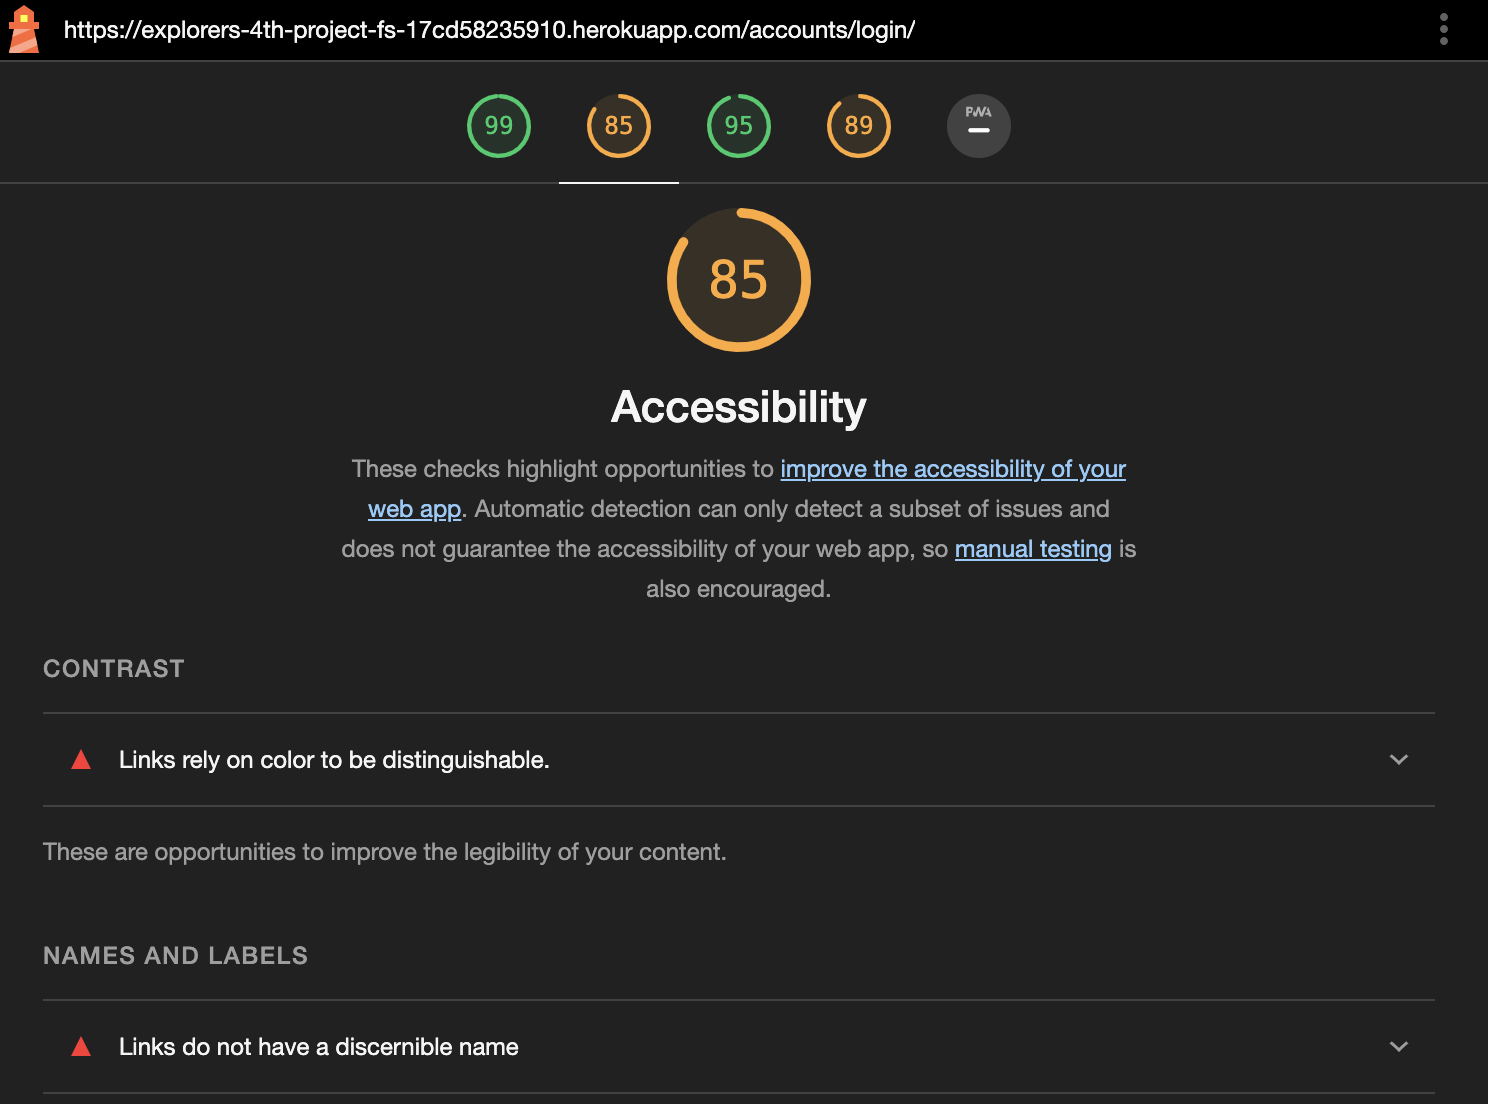 https://explorers-4th-project-fs-17cd58235910.herokuapp.com/accounts/login/
99
85
95
89
PWA
85
Accessibility
These checks highlight opportunities to improve the accessibility of your
web app. Automatic detection can only detect a subset of issues and
does not guarantee the accessibility of your web app, so manual testing is
also encouraged.
CONTRAST
Links rely on color to be distinguishable.
These are opportunities to improve the legibility of your content.
NAMES AND LABELS
Links do not have a discernible name